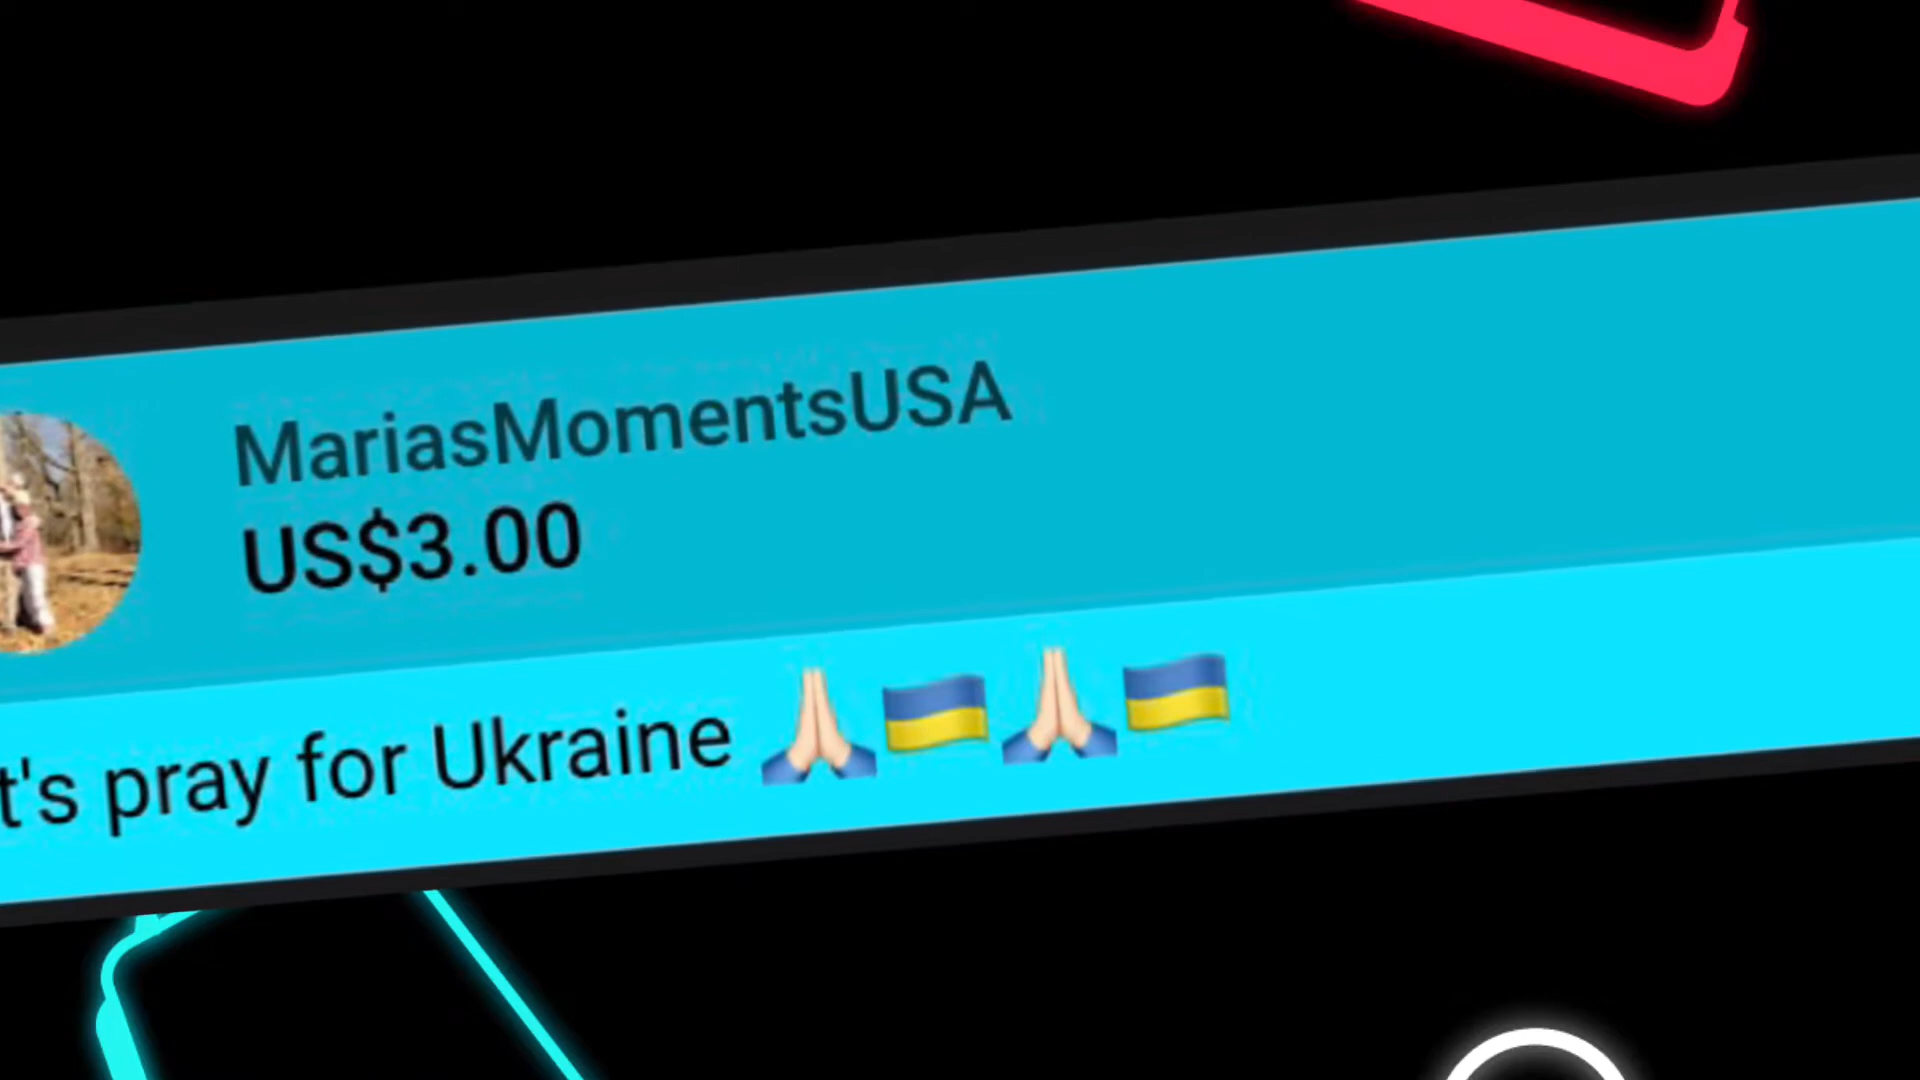 MariasMomentsUSA
US$3.00
t's pray for Ukraine 🙏🏻🇺🇦🙏🏻🇺🇦